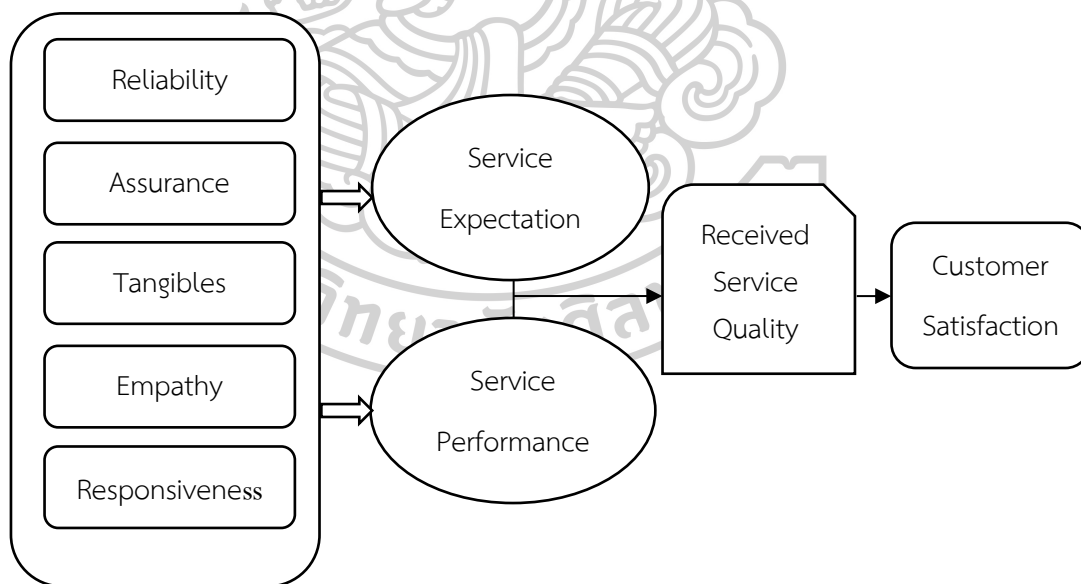 Reliability
Assurance
Tangibles
Empathy
Responsiveness
Service
Expectation
Service
Performance
Received
Service
Quality
Customer
Satisfaction